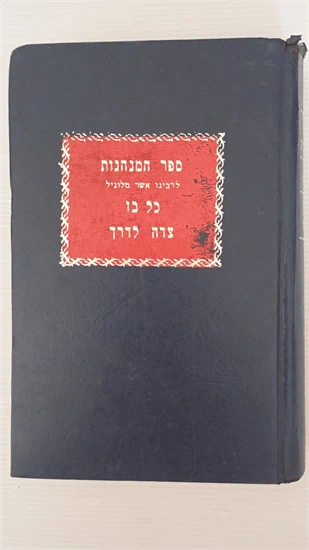 ספר המנהגות
לרבינו אשר מלוניל
כל בו
צדה לדרך